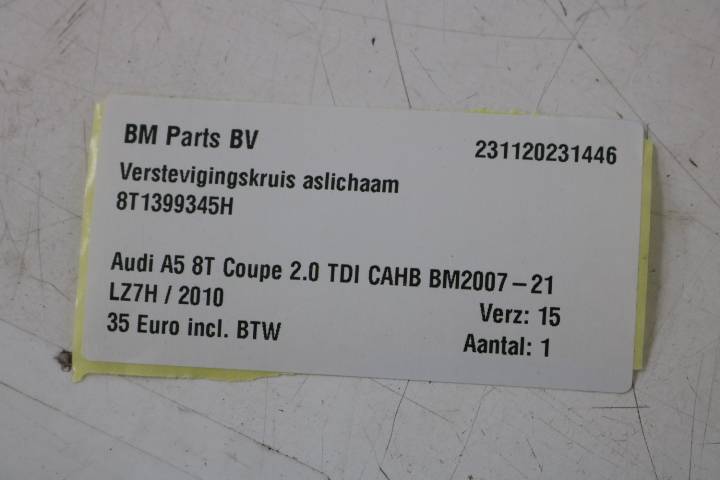 BM Parts BV 231120231446
Verstevigingskruis aslichaam
8T1399345H
Audi A5 8T Coupe 2.0 TDI CAHB BM2007-21
LZ7H / 2010 Verz: 15
35 Euro incl. BTW Aantal: 1